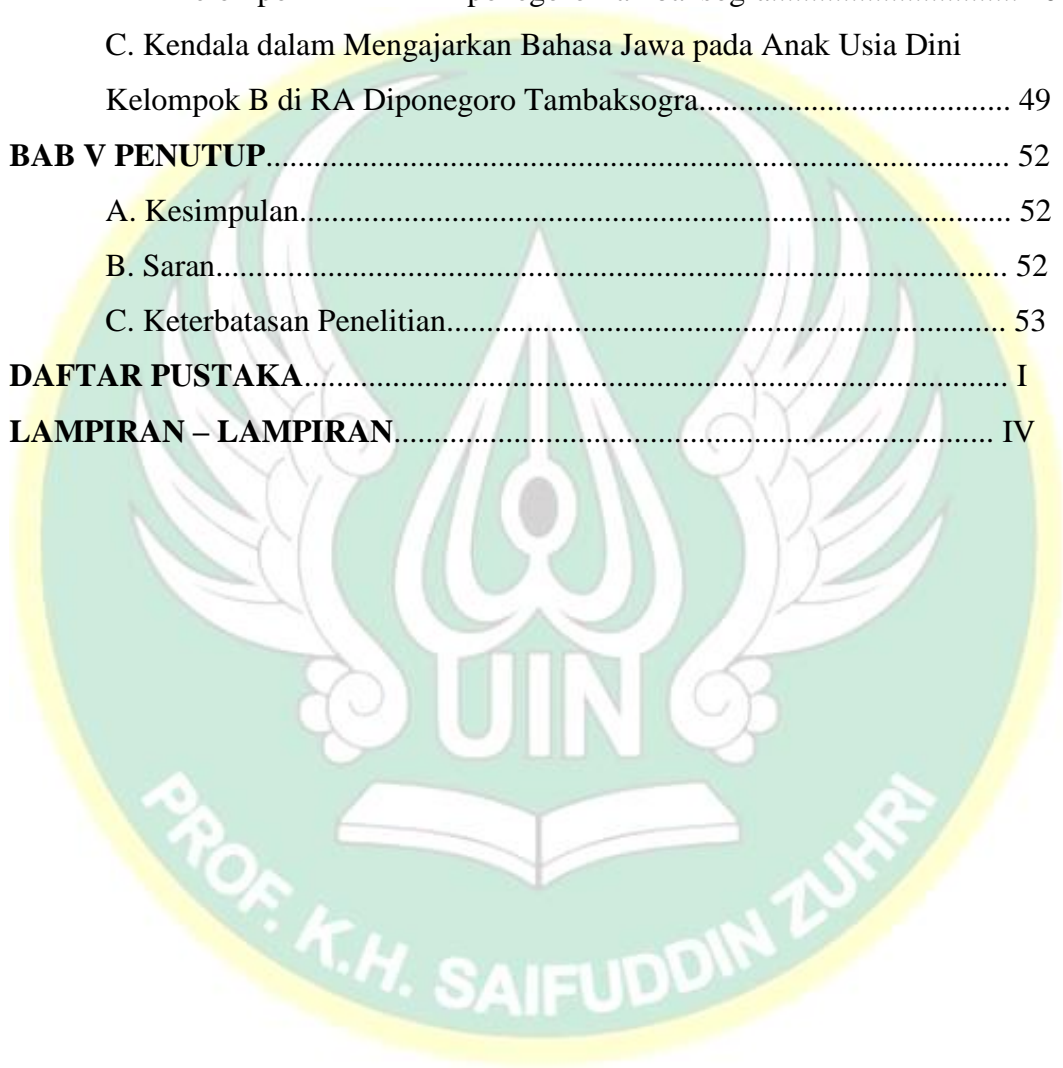 C. Kendala dalam Mengajarkan Bahasa Jawa pada Anak Usia Dini
Kelompok B di RA Diponegoro Tambaksogra.................................... 49
BAB V PENUTUP........................................................................................ 52
A. Kesimpulan.................................................................................... 52
B. Saran.............................................................................................. 52
C. Keterbatasan Penelitian.................................................................. 53
DAFTAR PUSTAKA................................................................................... I
LAMPIRAN – LAMPIRAN....................................................................... IV
UIN
PROF. K.H. SAIFUDDIN ZUHRI